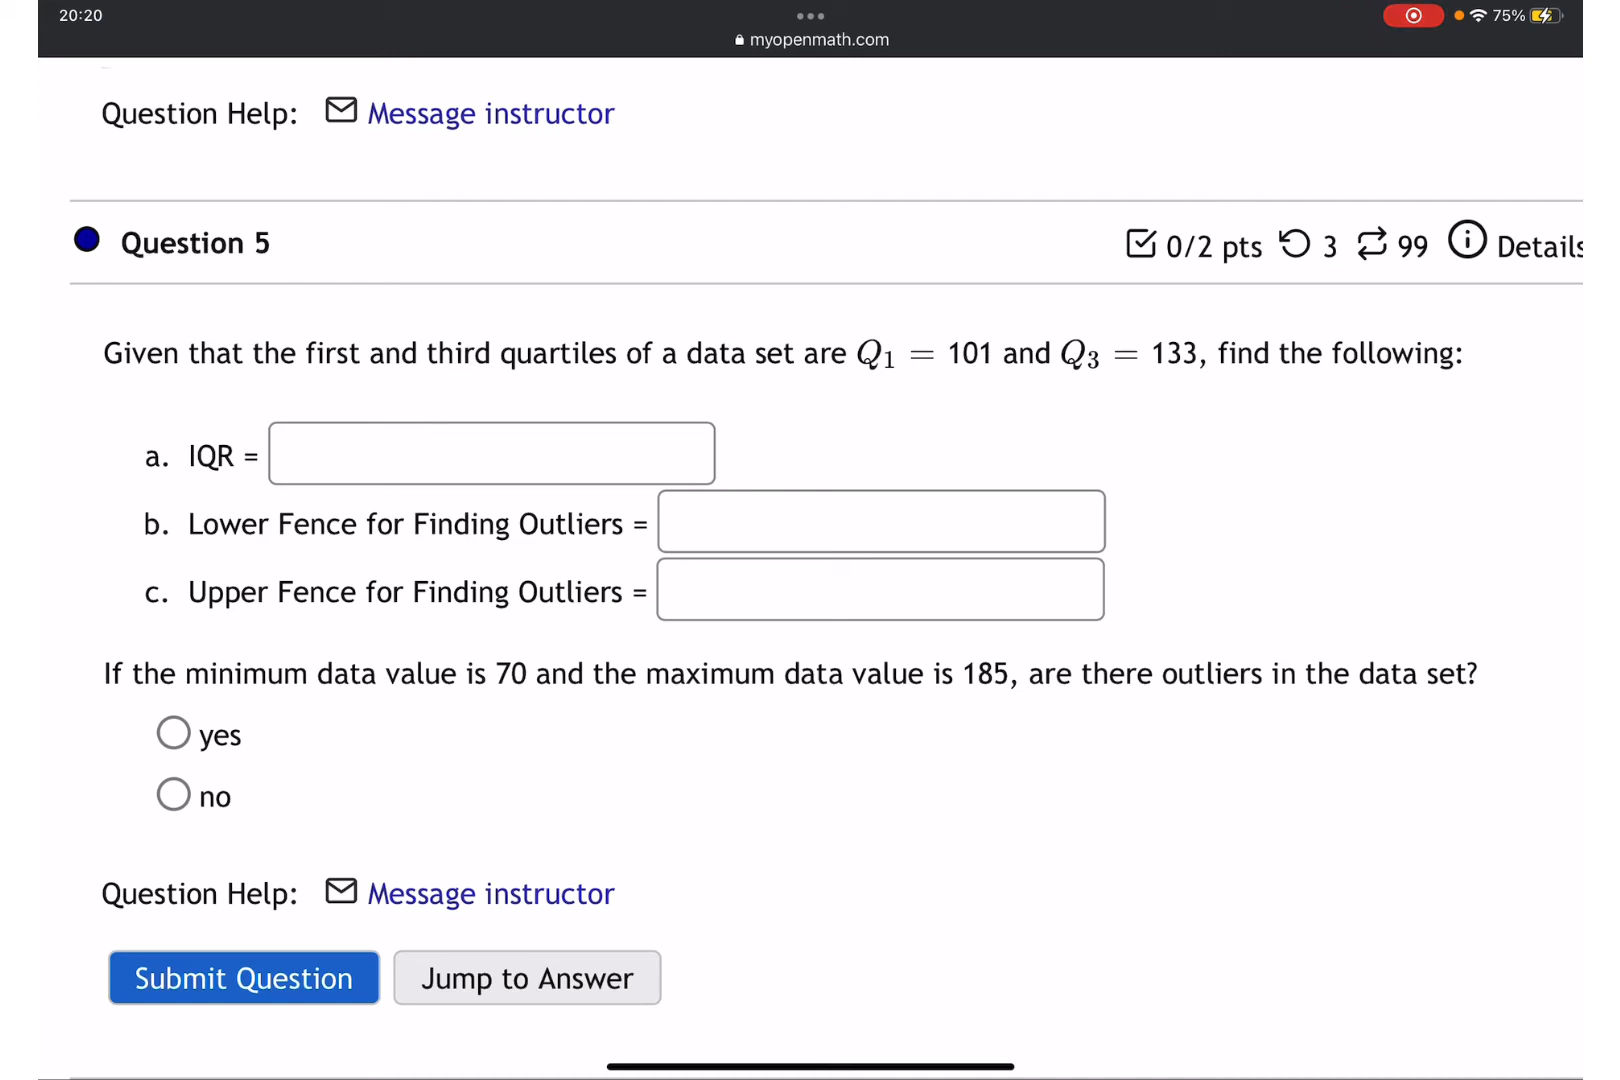 20:20
75%
myopenmath.com
Question Help: Message instructor
Question 5
0/2 pts 3 99 Details
Given that the first and third quartiles of a data set are Q₁ = 101 and Q₃ = 133, find the following:
a. IQR =
b. Lower Fence for Finding Outliers =
c. Upper Fence for Finding Outliers =
If the minimum data value is 70 and the maximum data value is 185, are there outliers in the data set?
yes
no
Question Help: Message instructor
Submit Question Jump to Answer